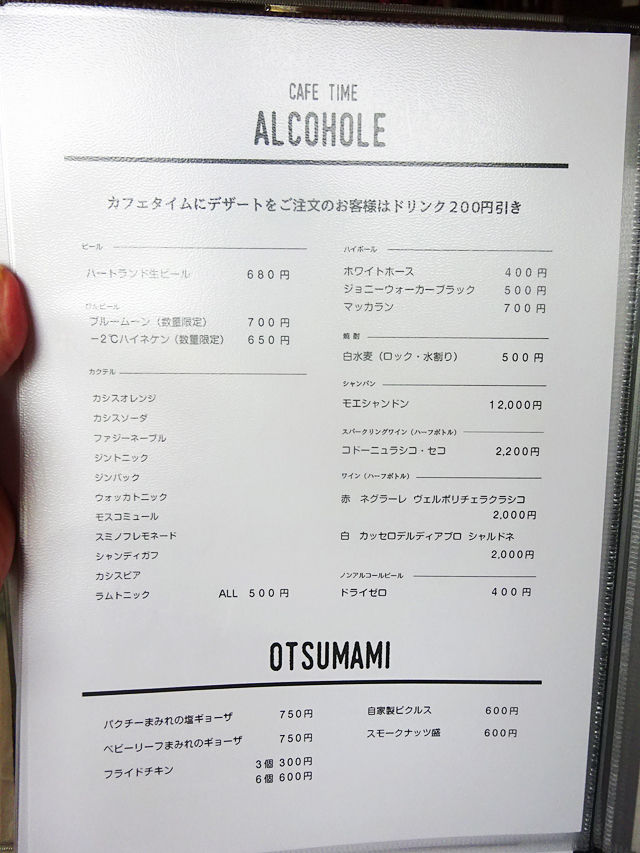 CAFE TIME
ALCOHOLE
カフェタイムにデザートをご注文のお客様はドリンク200円引き
ビール
ハートランド生ビール 680円
ブルームーン（数量限定） 700円
－2℃ハイネケン（数量限定） 650円
カクテル
カシスオレンジ
カシスソーダ
ファジーネーブル
ジントニック
ジンバック
ウォッカトニック
モスコミュール
スミノフレモネード
シャンディガフ
カシスビア
ラムトニック ALL 500円
ハイボール
ホワイトホース 400円
ジョニーウォーカーブラック 500円
マッカラン 700円
焼酎
白水麦（ロック・水割り） 500円
シャンパン
モエシャンドン 12,000円
スパークリングワイン（ハーフボトル）
コドーニュラシコ・セコ 2,200円
ワイン（ハーフボトル）
赤 ネグラーレ ヴェルポリチェラクラシコ
2,000円
白 カッセロデルディアブロ シャルドネ
2,000円
ノンアルコールビール
ドライゼロ 400円
OTSUMAMI
パクチーまみれの塩ギョーザ 750円
ベビーリーフまみれのギョーザ 750円
フライドチキン 3個 300円
6個 600円
自家製ピクルス 600円
スモークナッツ盛 600円